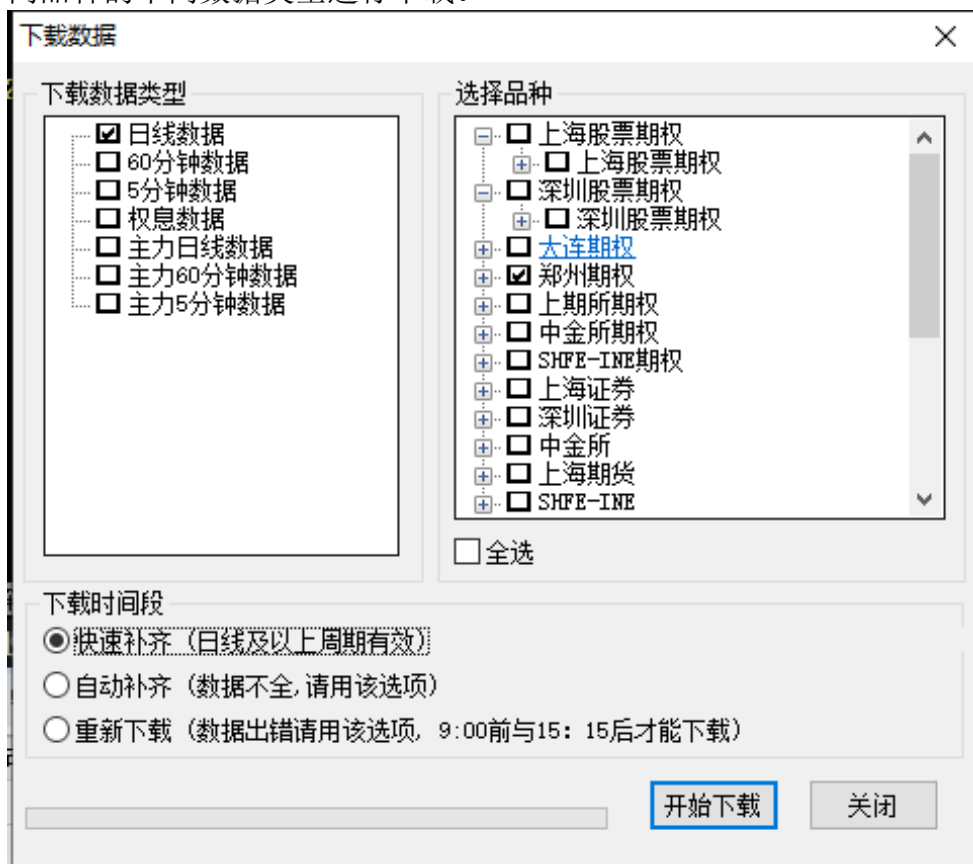 下载数据
下载数据类型
日线数据
60分钟数据
5分钟数据
权息数据
主力日线数据
主力60分钟数据
主力5分钟数据
选择品种
上海股票期权
上海股票期权
深圳股票期权
深圳股票期权
大连期权
郑州期权
上期所期权
中金所期权
SHFE-INE期权
上海证券
深圳证券
中金所
上海期货
SHFE-INE
全选
下载时间段
快速补齐（日线及以上周期有效）
自动补齐（数据不全,请用该选项）
重新下载（数据出错请用该选项, 9:00前与15: 15后才能下载）
开始下载
关闭